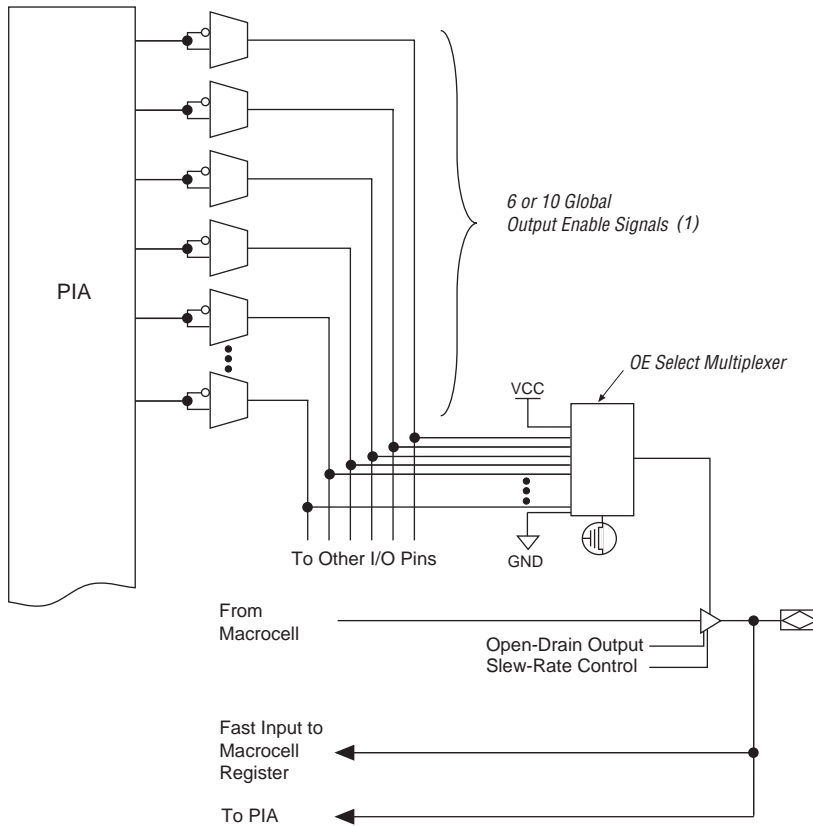 PIA
6 or 10 Global
Output Enable Signals (1)
OE Select Multiplexer
VCC
GND
To Other I/O Pins
From
Macrocell
Open-Drain Output
Slew-Rate Control
Fast Input to
Macrocell
Register
To PIA